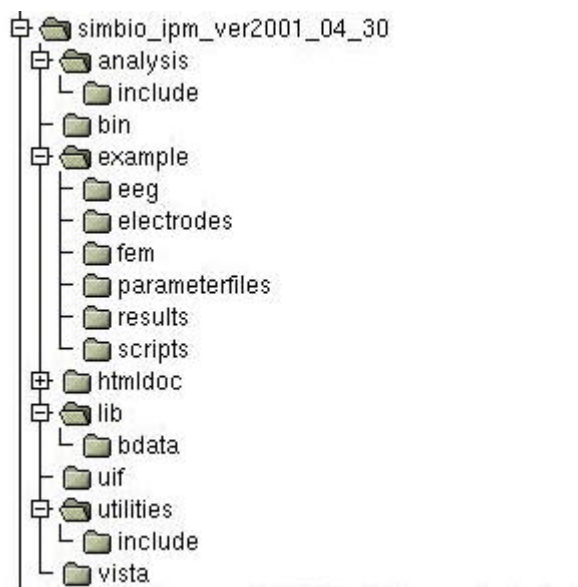 simbio_ipm_ver2001_04_30
analysis
include
bin
example
eeg
electrodes
fem
parameterfiles
results
scripts
htmldoc
lib
bdata
uif
utilities
include
vista